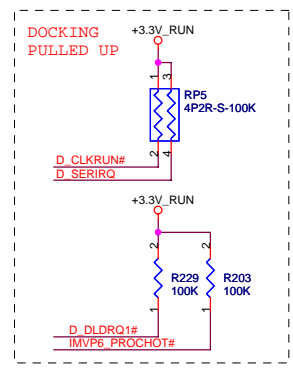 DOCKING
PULLED UP
+3.3V_RUN
1 3
RP5
4P2R-S-100K
2 4
D_CLKRUN#
D_SERIRQ
+3.3V_RUN
2 2
R229 R203
100K 100K
1 1
D_DLDRQ1#
IMVP6_PROCHOT#